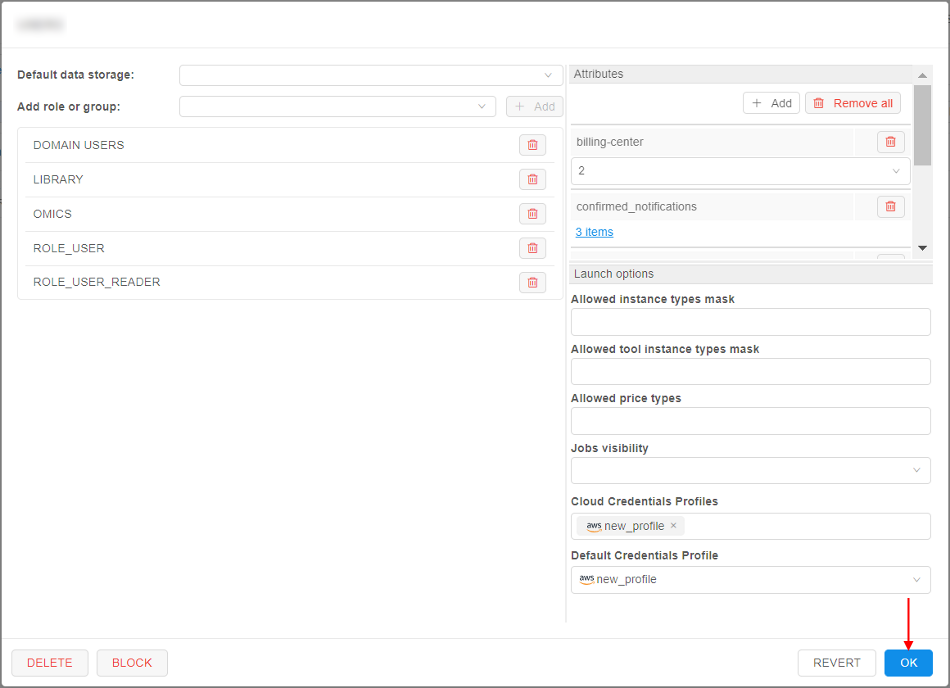 Default data storage:
Add role or group:
+ Add
DOMAIN USERS
LIBRARY
OMICS
ROLE_USER
ROLE_USER_READER
Attributes
+ Add
Remove all
billing-center
2
confirmed_notifications
3 items
Launch options
Allowed instance types mask
Allowed tool instance types mask
Allowed price types
Jobs visibility
Cloud Credentials Profiles
aws new_profile ×
Default Credentials Profile
aws new_profile
DELETE
BLOCK
REVERT
OK